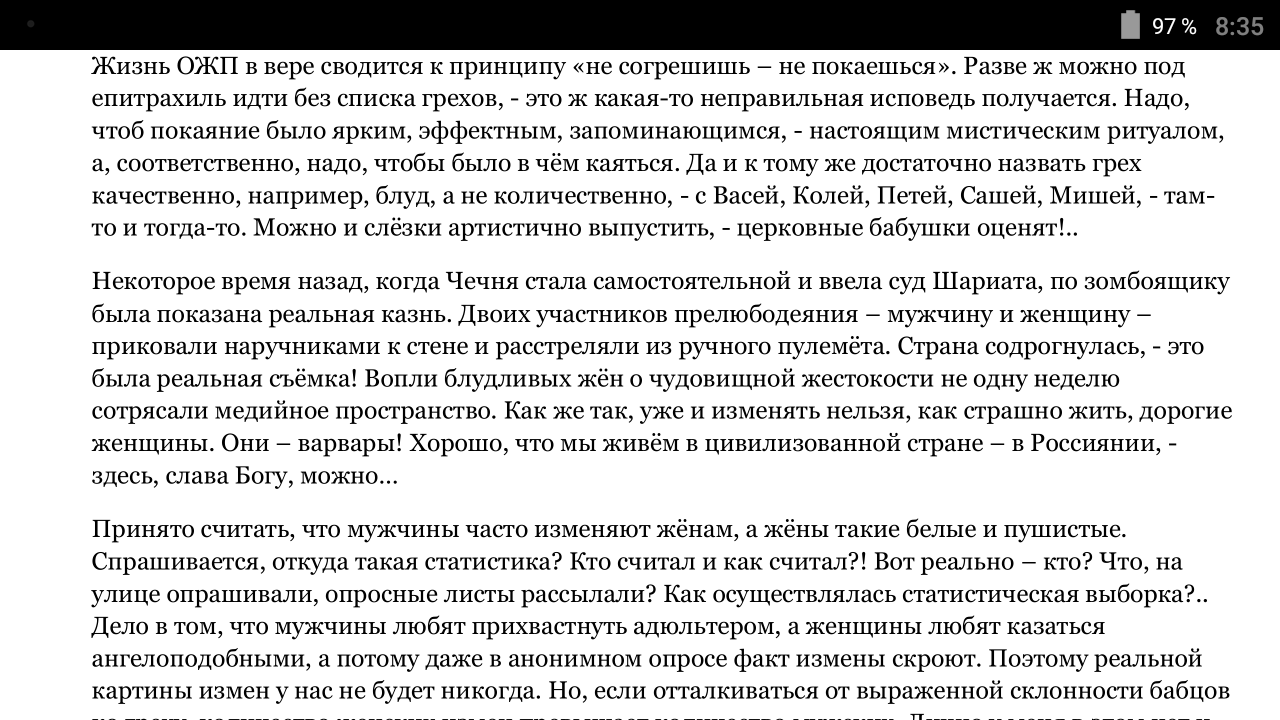 97 % 8:35
Жизнь ОЖП в вере сводится к принципу «не согрешишь – не покаешься». Разве ж можно под
епитрахиль идти без списка грехов, - это ж какая-то неправильная исповедь получается. Надо,
чтоб покаяние было ярким, эффектным, запоминающимся, - настоящим мистическим ритуалом,
а, соответственно, надо, чтобы было в чём каяться. Да и к тому же достаточно назвать грех
качественно, например, блуд, а не количественно, - с Васей, Колей, Петей, Сашей, Мишей, - там-
то и тогда-то. Можно и слёзки артистично выпустить, - церковные бабушки оценят!..
Некоторое время назад, когда Чечня стала самостоятельной и ввела суд Шариата, по зомбоящику
была показана реальная казнь. Двоих участников прелюбодеяния – мужчину и женщину –
приковали наручниками к стене и расстреляли из ручного пулемёта. Страна содрогнулась, - это
была реальная съёмка! Вопли блудливых жён о чудовищной жестокости не одну неделю
сотрясали медийное пространство. Как же так, уже и изменять нельзя, как страшно жить, дорогие
женщины. Они – варвары! Хорошо, что мы живём в цивилизованной стране – в Россиянии, -
здесь, слава Богу, можно...
Принято считать, что мужчины часто изменяют жёнам, а жёны такие белые и пушистые.
Спрашивается, откуда такая статистика? Кто считал и как считал?! Вот реально – кто? Что, на
улице опрашивали, опросные листы рассылали? Как осуществлялась статистическая выборка?..
Дело в том, что мужчины любят прихвастнуть адюльтером, а женщины любят казаться
ангелоподобными, а потому даже в анонимном опросе факт измены скроют. Поэтому реальной
картины измен у нас не будет никогда. Но, если отталкиваться от выраженной склонности бабцов